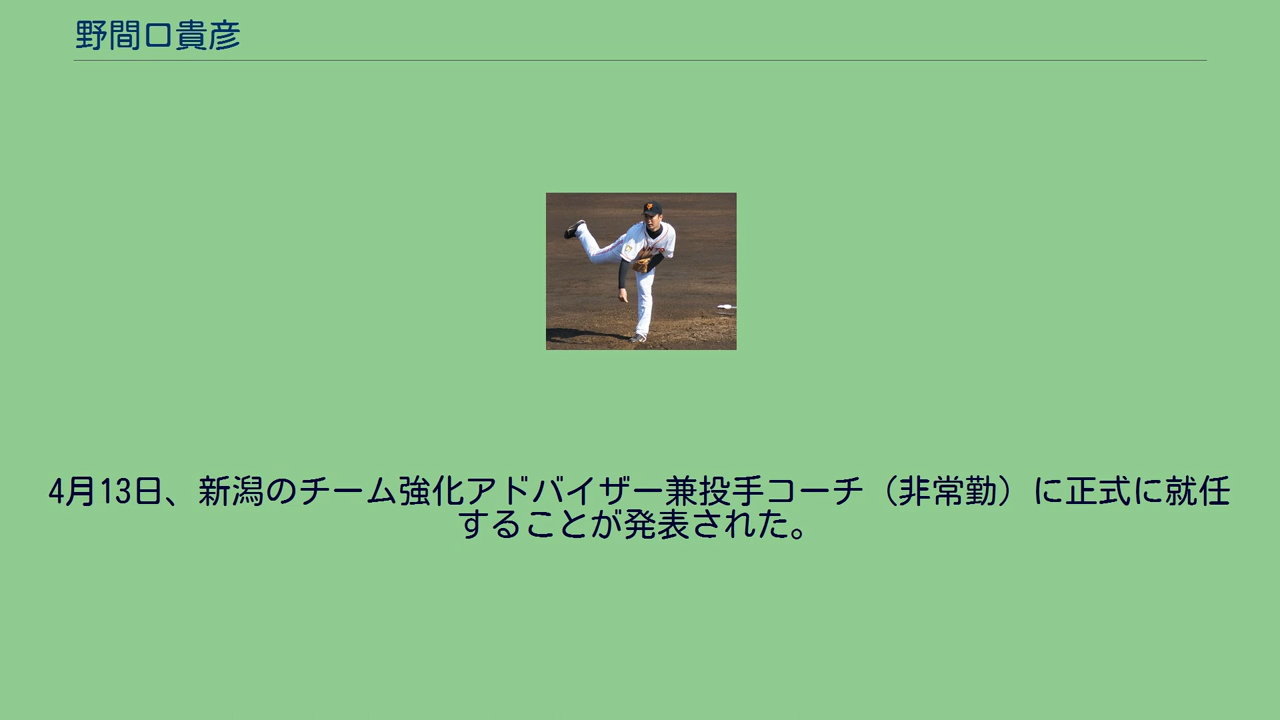 野間口貴彦
4月13日、新潟のチーム強化アドバイザー兼投手コーチ（非常勤）に正式に就任
することが発表された。